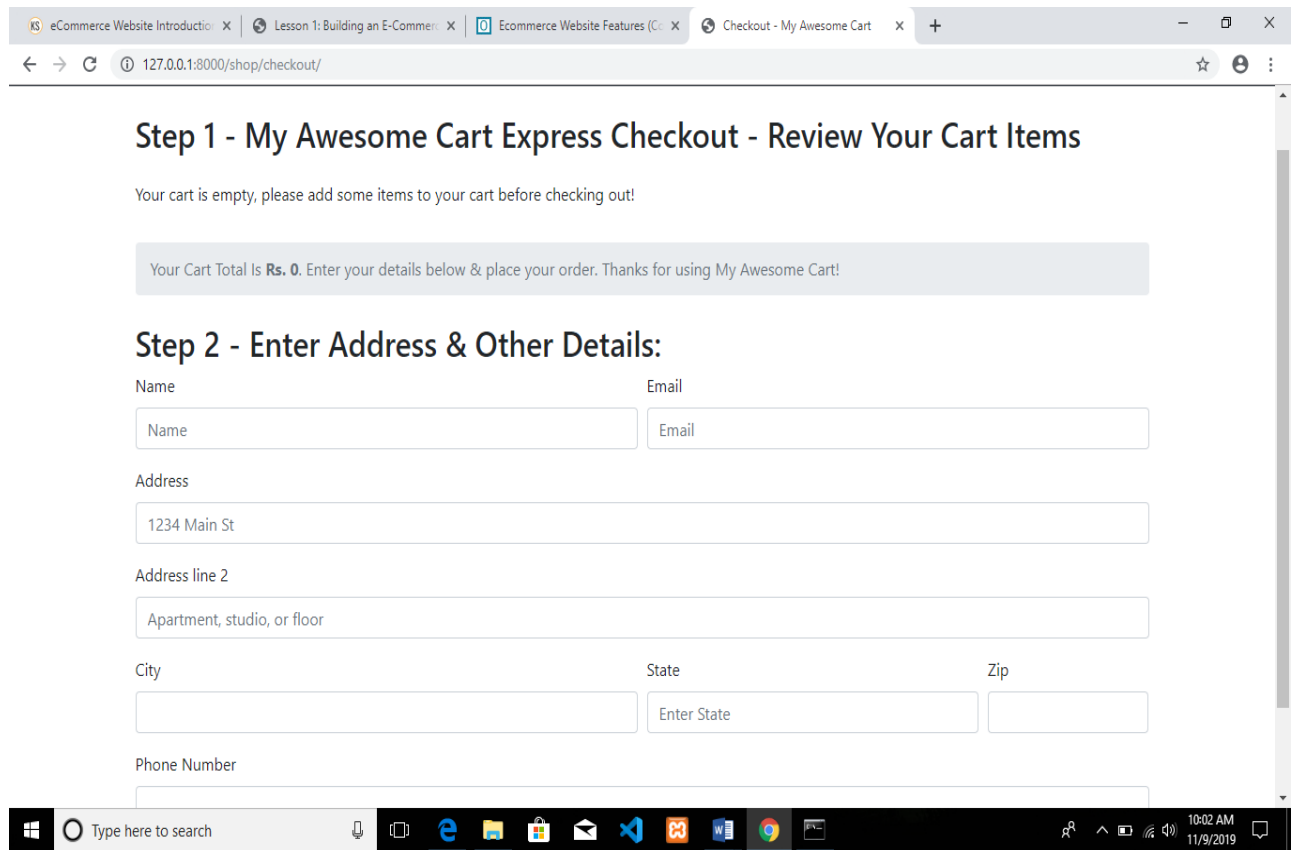 KS eCommerce Website Introduction
Lesson 1: Building an E-Commerc
Ecommerce Website Features (Co
Checkout - My Awesome Cart
127.0.0.1:8000/shop/checkout/
Step 1 - My Awesome Cart Express Checkout - Review Your Cart Items
Your cart is empty, please add some items to your cart before checking out!
Your Cart Total Is Rs. 0. Enter your details below & place your order. Thanks for using My Awesome Cart!
Step 2 - Enter Address & Other Details:
Name Email
Name Email
Address
1234 Main St
Address line 2
Apartment, studio, or floor
City State Zip
Enter State
Phone Number
Type here to search
10:02 AM
11/9/2019